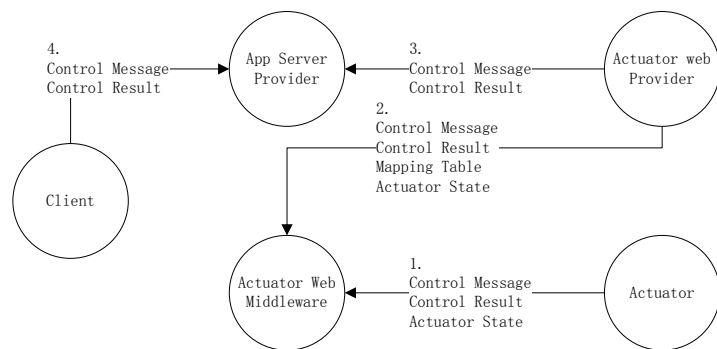 4.
Control Message
Control Result
App Server
Provider
3.
Control Message
Control Result
Actuator web
Provider
2.
Control Message
Control Result
Mapping Table
Actuator State
Client
Actuator Web
Middleware
1.
Control Message
Control Result
Actuator State
Actuator